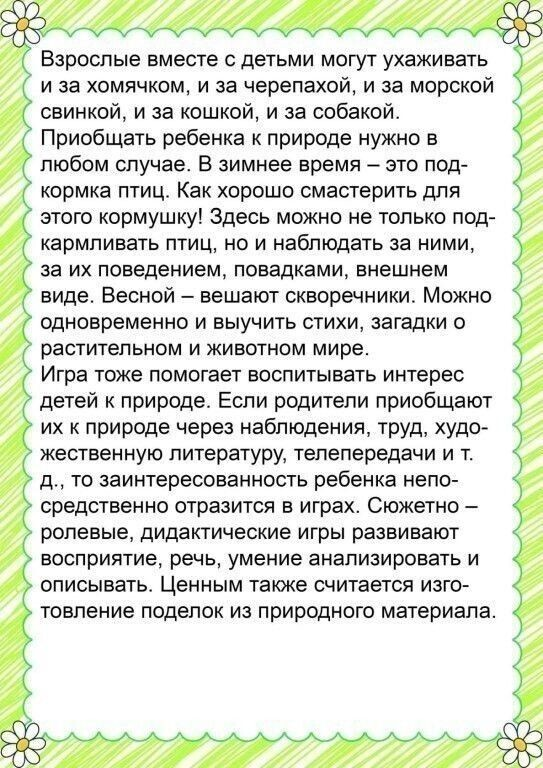 Взрослые вместе с детьми могут ухаживать
и за хомячком, и за черепахой, и за морской
свинкой, и за кошкой, и за собакой.
Приобщать ребенка к природе нужно в
любом случае. В зимнее время – это под-
кормка птиц. Как хорошо смастерить для
этого кормушку! Здесь можно не только под-
кармливать птиц, но и наблюдать за ними,
за их поведением, повадками, внешнем
виде. Весной – вешают скворечники. Можно
одновременно и выучить стихи, загадки о
растительном и животном мире.
Игра тоже помогает воспитывать интерес
детей к природе. Если родители приобщают
их к природе через наблюдения, труд, худо-
жественную литературу, телепередачи и т.
д., то заинтересованность ребенка непо-
средственно отразится в играх. Сюжетно –
ролевые, дидактические игры развивают
восприятие, речь, умение анализировать и
описывать. Ценным также считается изго-
товление поделок из природного материала.